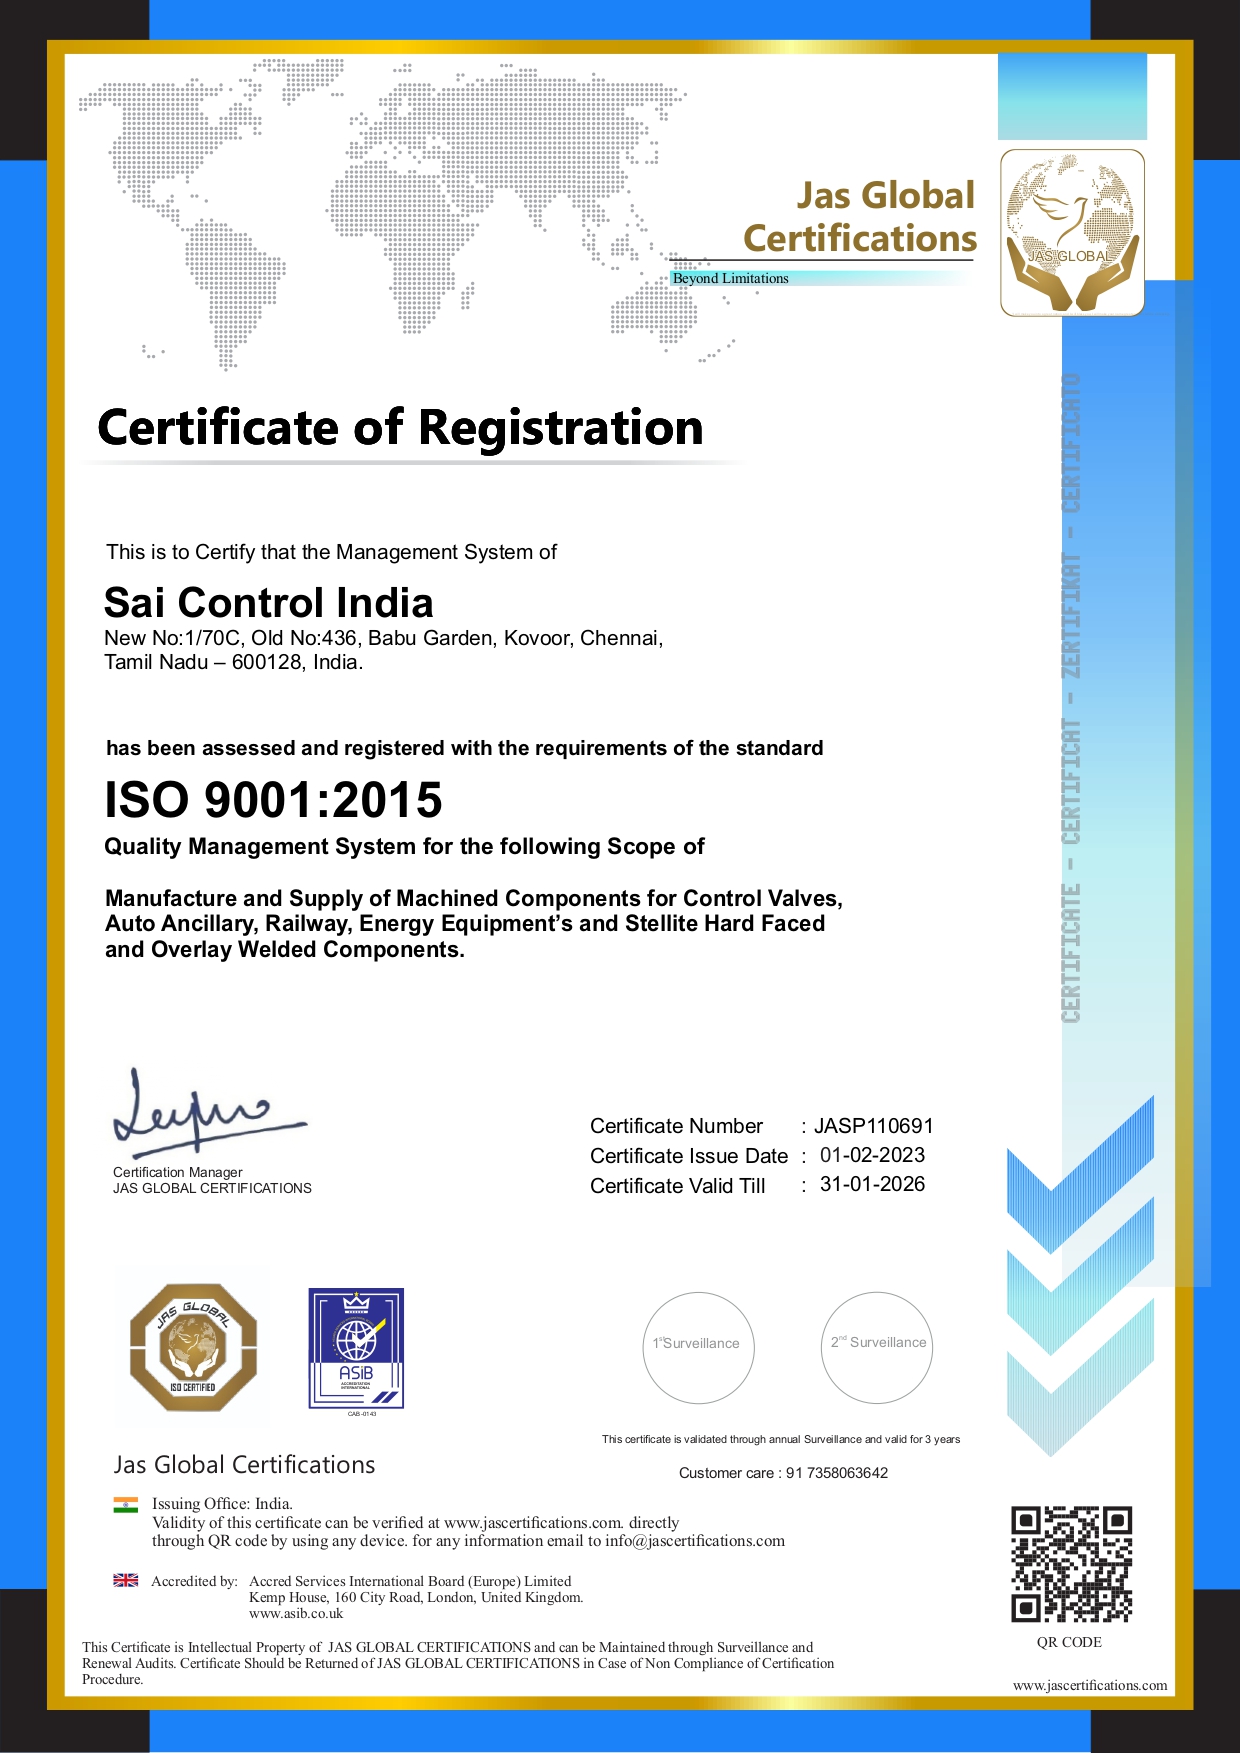 Jas Global
Certifications
Beyond Limitations
JAS GLOBAL
Certificate of Registration
This is to Certify that the Management System of
Sai Control India
New No:1/70C, Old No:436, Babu Garden, Kovoor, Chennai,
Tamil Nadu – 600128, India.
has been assessed and registered with the requirements of the standard
ISO 9001:2015
Quality Management System for the following Scope of
Manufacture and Supply of Machined Components for Control Valves,
Auto Ancillary, Railway, Energy Equipment’s and Stellite Hard Faced
and Overlay Welded Components.
CERTIFICATE - CERTIFICAT - ZERTIFIKAT - CERTIFICATO
Certification Manager
JAS GLOBAL CERTIFICATIONS
Certificate Number : JASP110691
Certificate Issue Date : 01-02-2023
Certificate Valid Till : 31-01-2026
JAS GLOBAL
ISO CERTIFIED
ASiB
ACCREDITATION
INTERNATIONAL
CAB -0143
1st Surveillance
2nd Surveillance
This certificate is validated through annual Surveillance and valid for 3 years
Customer care : 91 7358063642
Jas Global Certifications
Issuing Office: India.
Validity of this certificate can be verified at www.jascertifications.com. directly
through QR code by using any device. for any information email to info@jascertifications.com
Accredited by: Accred Services International Board (Europe) Limited
Kemp House, 160 City Road, London, United Kingdom.
www.asib.co.uk
This Certificate is Intellectual Property of JAS GLOBAL CERTIFICATIONS and can be Maintained through Surveillance and
Renewal Audits. Certificate Should be Returned of JAS GLOBAL CERTIFICATIONS in Case of Non Compliance of Certification
Procedure.
QR CODE
www.jascertifications.com